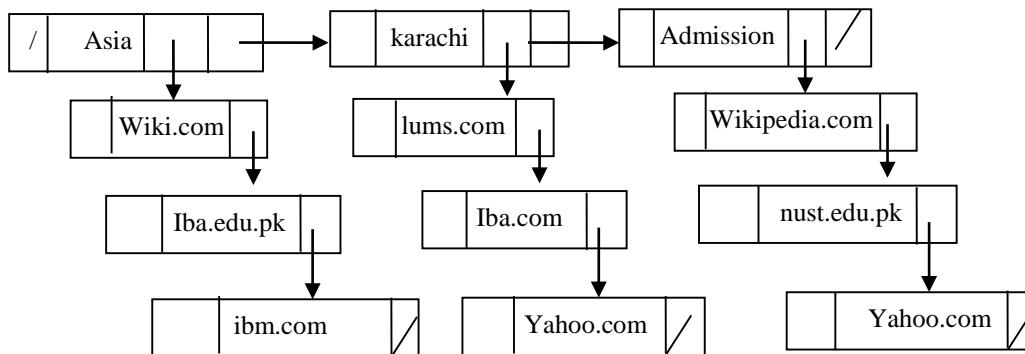 / Asia karachi Admission
Wiki.com lums.com Wikipedia.com
Iba.edu.pk Iba.com nust.edu.pk
ibm.com Yahoo.com Yahoo.com